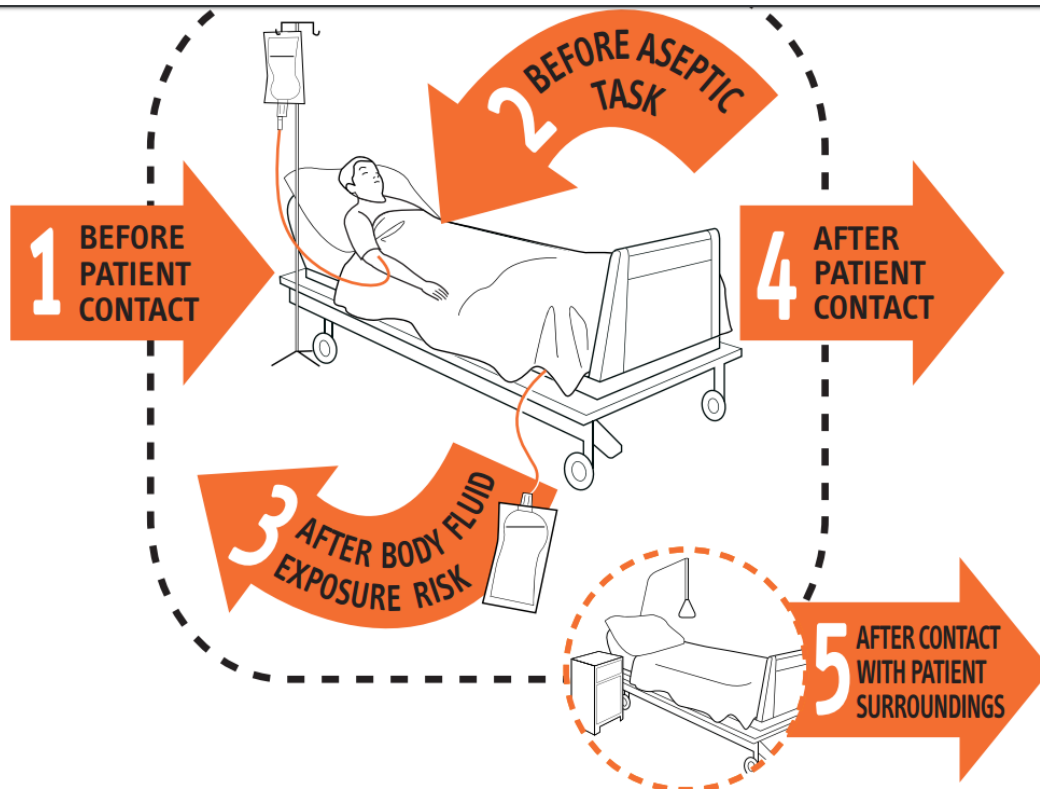 1 BEFORE
PATIENT
CONTACT
2 BEFORE ASEPTIC
TASK
3 AFTER BODY FLUID
EXPOSURE RISK
4 AFTER
PATIENT
CONTACT
5 AFTER CONTACT
WITH PATIENT
SURROUNDINGS